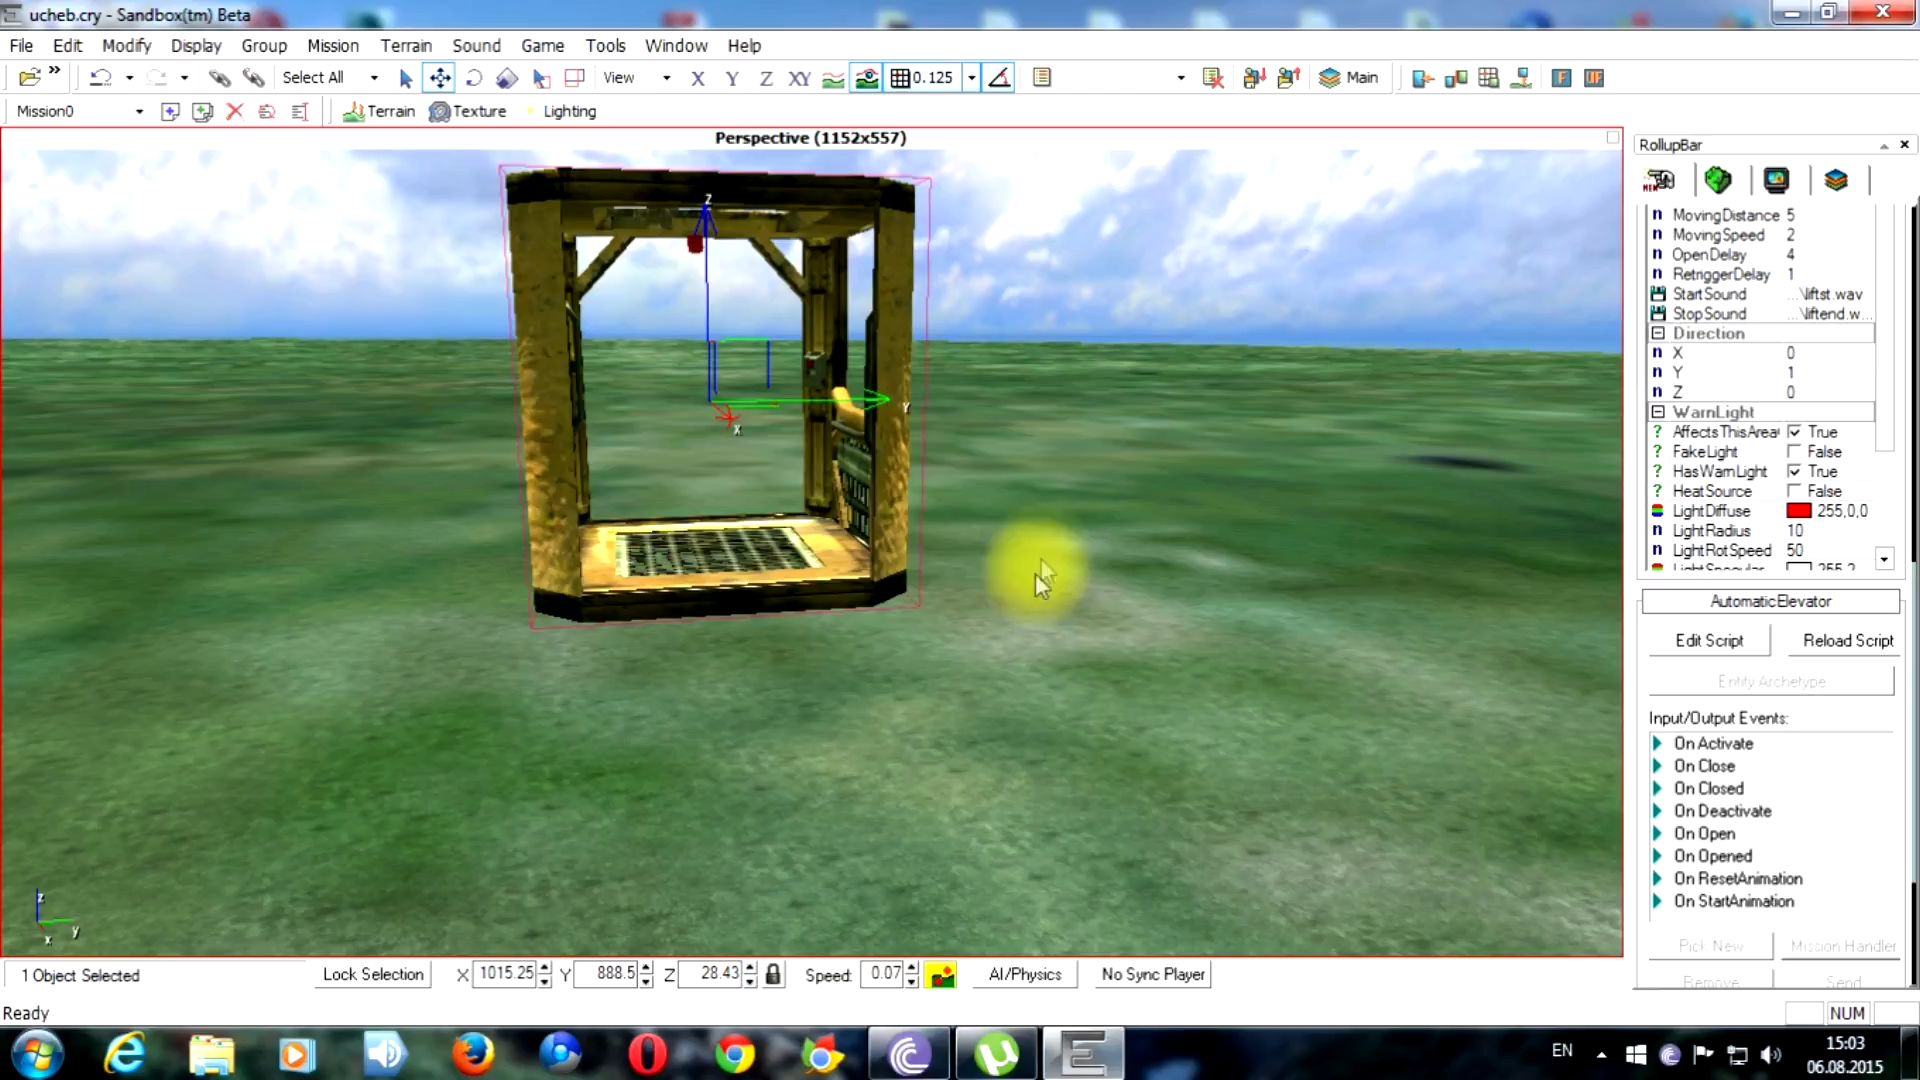 ucheb.cry - Sandbox(tm) Beta
File Edit Modify Display Group Mission Terrain Sound Game Tools Window Help
Select All View X Y Z XY 0.125 Main F UF
Mission0 Terrain Texture Lighting
Perspective (1152x557)
RollupBar
MovingDistance 5
MovingSpeed 2
OpenDelay 4
RetriggerDelay 1
StartSound ...\liftst.wav
StopSound ...\liftend.w...
Direction
X 0
Y 1
Z 0
WarnLight
AffectsThisArea True
FakeLight False
HasWarnLight True
HeatSource False
LightDiffuse 255,0,0
LightRadius 10
LightRotSpeed 50
AutomaticElevator
Edit Script Reload Script
Entity Archetype
Input/Output Events:
On Activate
On Close
On Closed
On Deactivate
On Open
On Opened
On ResetAnimation
On StartAnimation
Pick New Mission Handler
Remove Send
z
y
x
z
y
x
1 Object Selected Lock Selection X 1015.25 Y 888.5 Z 28.43 Speed: 0.07 AI/Physics No Sync Player
Ready NUM
EN 15:03
06.08.2015